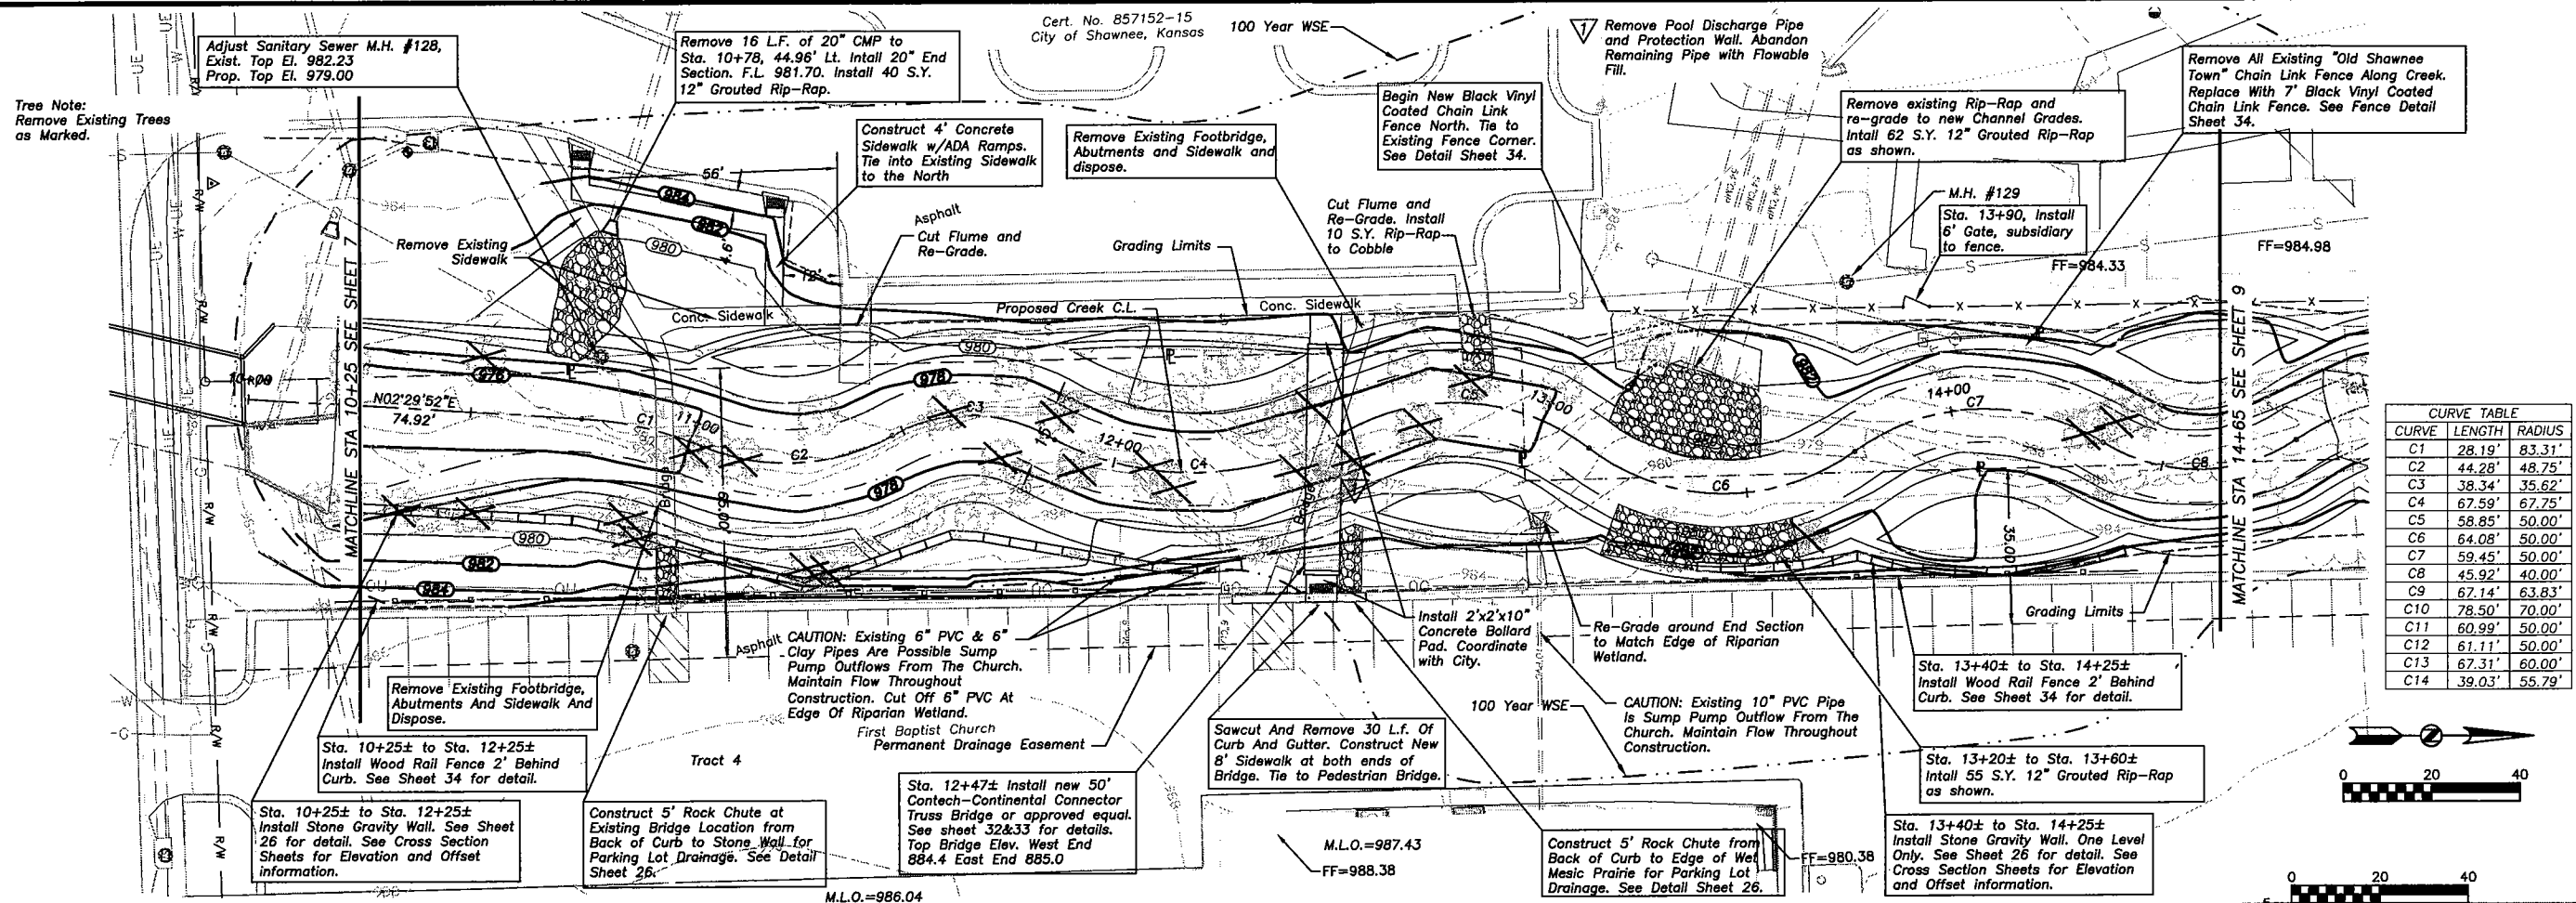 Cert. No. 857152-15
City of Shawnee, Kansas
100 Year WSE
1
Remove Pool Discharge Pipe
and Protection Wall. Abandon
Remaining Pipe with Flowable
Fill.
Adjust Sanitary Sewer M.H. #128,
Exist. Top El. 982.23
Prop. Top El. 979.00
Remove 16 L.F. of 20" CMP to
Sta. 10+78, 44.96' Lt. Intall 20" End
Section. F.L. 981.70. Install 40 S.Y.
12" Grouted Rip-Rap.
Tree Note:
Remove Existing Trees
as Marked.
Construct 4' Concrete
Sidewalk w/ADA Ramps.
Tie into Existing Sidewalk
to the North
Remove Existing Footbridge,
Abutments and Sidewalk and
dispose.
Begin New Black Vinyl
Coated Chain Link
Fence North. Tie to
Existing Fence Corner.
See Detail Sheet 34.
Remove existing Rip-Rap and
re-grade to new Channel Grades.
Intall 62 S.Y. 12" Grouted Rip-Rap
as shown.
Remove All Existing "Old Shawnee
Town" Chain Link Fence Along Creek.
Replace With 7' Black Vinyl Coated
Chain Link Fence. See Fence Detail
Sheet 34.
M.H. #129
Sta. 13+90, Install
6' Gate, subsidiary
to fence.
FF=984.33
FF=984.98
56'
984
982
980
4.6'
12'
Asphalt
Cut Flume and
Re-Grade.
Grading Limits
Cut Flume and
Re-Grade. Install
10 S.Y. Rip-Rap
to Cobble
Remove Existing
Sidewalk
Conc. Sidewalk
Proposed Creek C.L.
Conc. Sidewalk
MATCHLINE STA 10+25 SEE SHEET 7
MATCHLINE STA 14+65 SEE SHEET 9
10+00
N02°29'52"E
74.92'
976
978
980
982
C1
11+00
C2
C3
15'
12+00
C4
C5
13+00
C6
14+00
C7
C8
66.00'
35.00'
978
980
982
984
Bridge
Bridge
CURVE TABLE
CURVE LENGTH RADIUS
C1 28.19' 83.31'
C2 44.28' 48.75'
C3 38.34' 35.62'
C4 67.59' 67.75'
C5 58.85' 50.00'
C6 64.08' 50.00'
C7 59.45' 50.00'
C8 45.92' 40.00'
C9 67.14' 63.83'
C10 78.50' 70.00'
C11 60.99' 50.00'
C12 61.11' 50.00'
C13 67.31' 60.00'
C14 39.03' 55.79'
Asphalt
CAUTION: Existing 6" PVC & 6"
Clay Pipes Are Possible Sump
Pump Outflows From The Church.
Maintain Flow Throughout
Construction. Cut Off 6" PVC At
Edge Of Riparian Wetland.
Remove Existing Footbridge,
Abutments And Sidewalk And
Dispose.
First Baptist Church
Permanent Drainage Easement
Tract 4
Install 2'x2'x10"
Concrete Bollard
Pad. Coordinate
with City.
Re-Grade around End Section
to Match Edge of Riparian
Wetland.
Grading Limits
100 Year WSE
CAUTION: Existing 10" PVC Pipe
Is Sump Pump Outflow From The
Church. Maintain Flow Throughout
Construction.
Sta. 13+40± to Sta. 14+25±
Install Wood Rail Fence 2' Behind
Curb. See Sheet 34 for detail.
Sta. 10+25± to Sta. 12+25±
Install Wood Rail Fence 2' Behind
Curb. See Sheet 34 for detail.
Sawcut And Remove 30 L.f. Of
Curb And Gutter. Construct New
8' Sidewalk at both ends of
Bridge. Tie to Pedestrian Bridge.
Sta. 13+20± to Sta. 13+60±
Intall 55 S.Y. 12" Grouted Rip-Rap
as shown.
Sta. 10+25± to Sta. 12+25±
Install Stone Gravity Wall. See Sheet
26 for detail. See Cross Section
Sheets for Elevation and Offset
information.
Construct 5' Rock Chute at
Existing Bridge Location from
Back of Curb to Stone Wall for
Parking Lot Drainage. See Detail
Sheet 26.
Sta. 12+47± Install new 50'
Contech-Continental Connector
Truss Bridge or approved equal.
See sheet 32&33 for details.
Top Bridge Elev. West End
884.4 East End 885.0
M.L.O.=987.43
FF=988.38
Construct 5' Rock Chute from
Back of Curb to Edge of Wet
Mesic Prairie for Parking Lot
Drainage. See Detail Sheet 26.
FF=980.38
Sta. 13+40± to Sta. 14+25±
Install Stone Gravity Wall. One Level
Only. See Sheet 26 for detail. See
Cross Section Sheets for Elevation
and Offset information.
M.L.O.=986.04
0 20 40
0 20 40